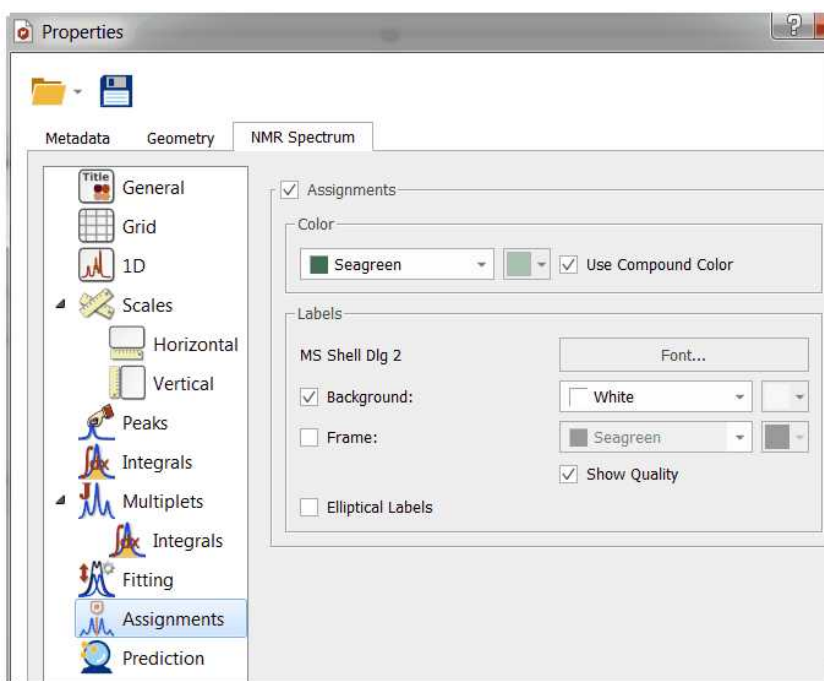 Properties
Metadata Geometry NMR Spectrum
Title
General
Grid
1D
Scales
Horizontal
Vertical
Peaks
Integrals
Multiplets
Integrals
Fitting
Assignments
Prediction
Assignments
Color
Seagreen Use Compound Color
Labels
MS Shell Dlg 2 Font...
Background: White
Frame: Seagreen
Show Quality
Elliptical Labels